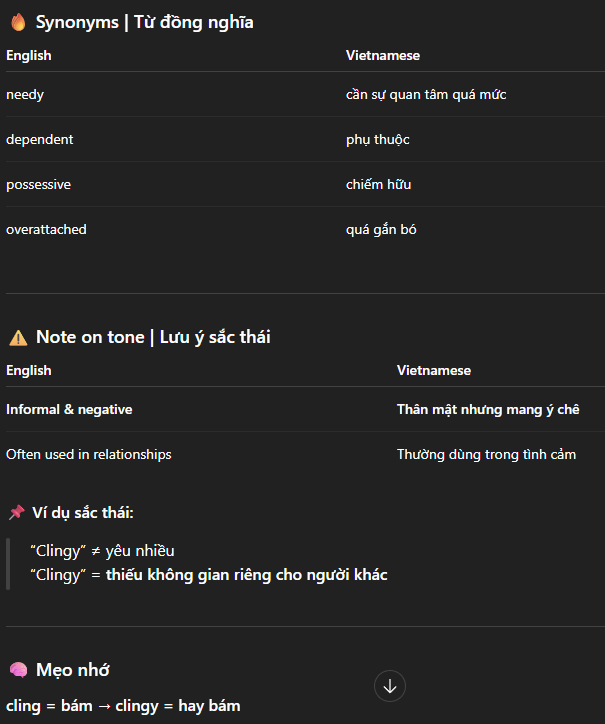 🔥 Synonyms | Từ đồng nghĩa
English Vietnamese
needy cần sự quan tâm quá mức
dependent phụ thuộc
possessive chiếm hữu
overattached quá gắn bó
⚠️ Note on tone | Lưu ý sắc thái
English Vietnamese
Informal & negative Thân mật nhưng mang ý chê
Often used in relationships Thường dùng trong tình cảm
📌 Ví dụ sắc thái:
“Clingy” ≠ yêu nhiều
“Clingy” = thiếu không gian riêng cho người khác
🧠 Mẹo nhớ
cling = bám → clingy = hay bám